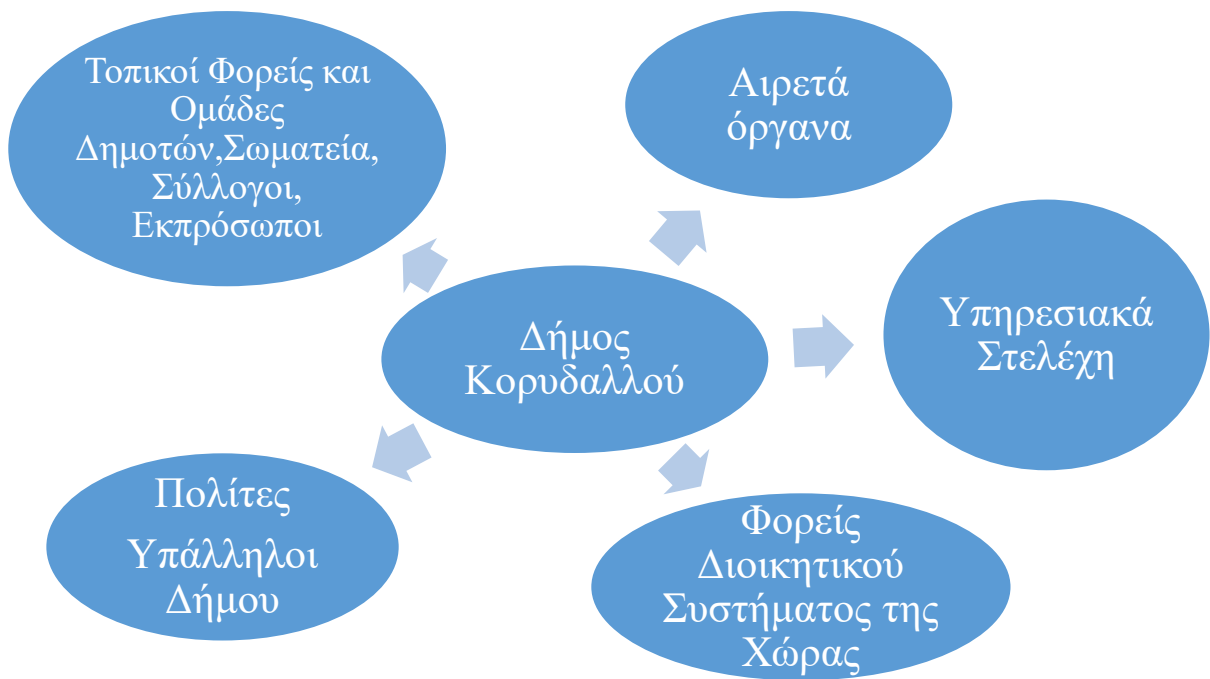 Τοπικοί Φορείς και
Ομάδες
Δημοτών,Σωματεία,
Σύλλογοι,
Εκπρόσωποι
Αιρετά
όργανα
Υπηρεσιακά
Στελέχη
Δήμος
Κορυδαλλού
Πολίτες
Υπάλληλοι
Δήμου
Φορείς
Διοικητικού
Συστήματος της
Χώρας